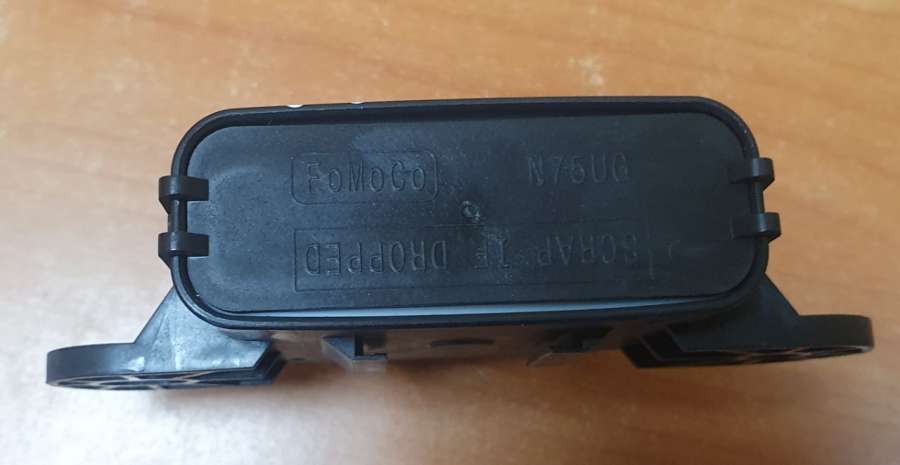 FoMoCo
N75UG
SCRAP IF DROPPED